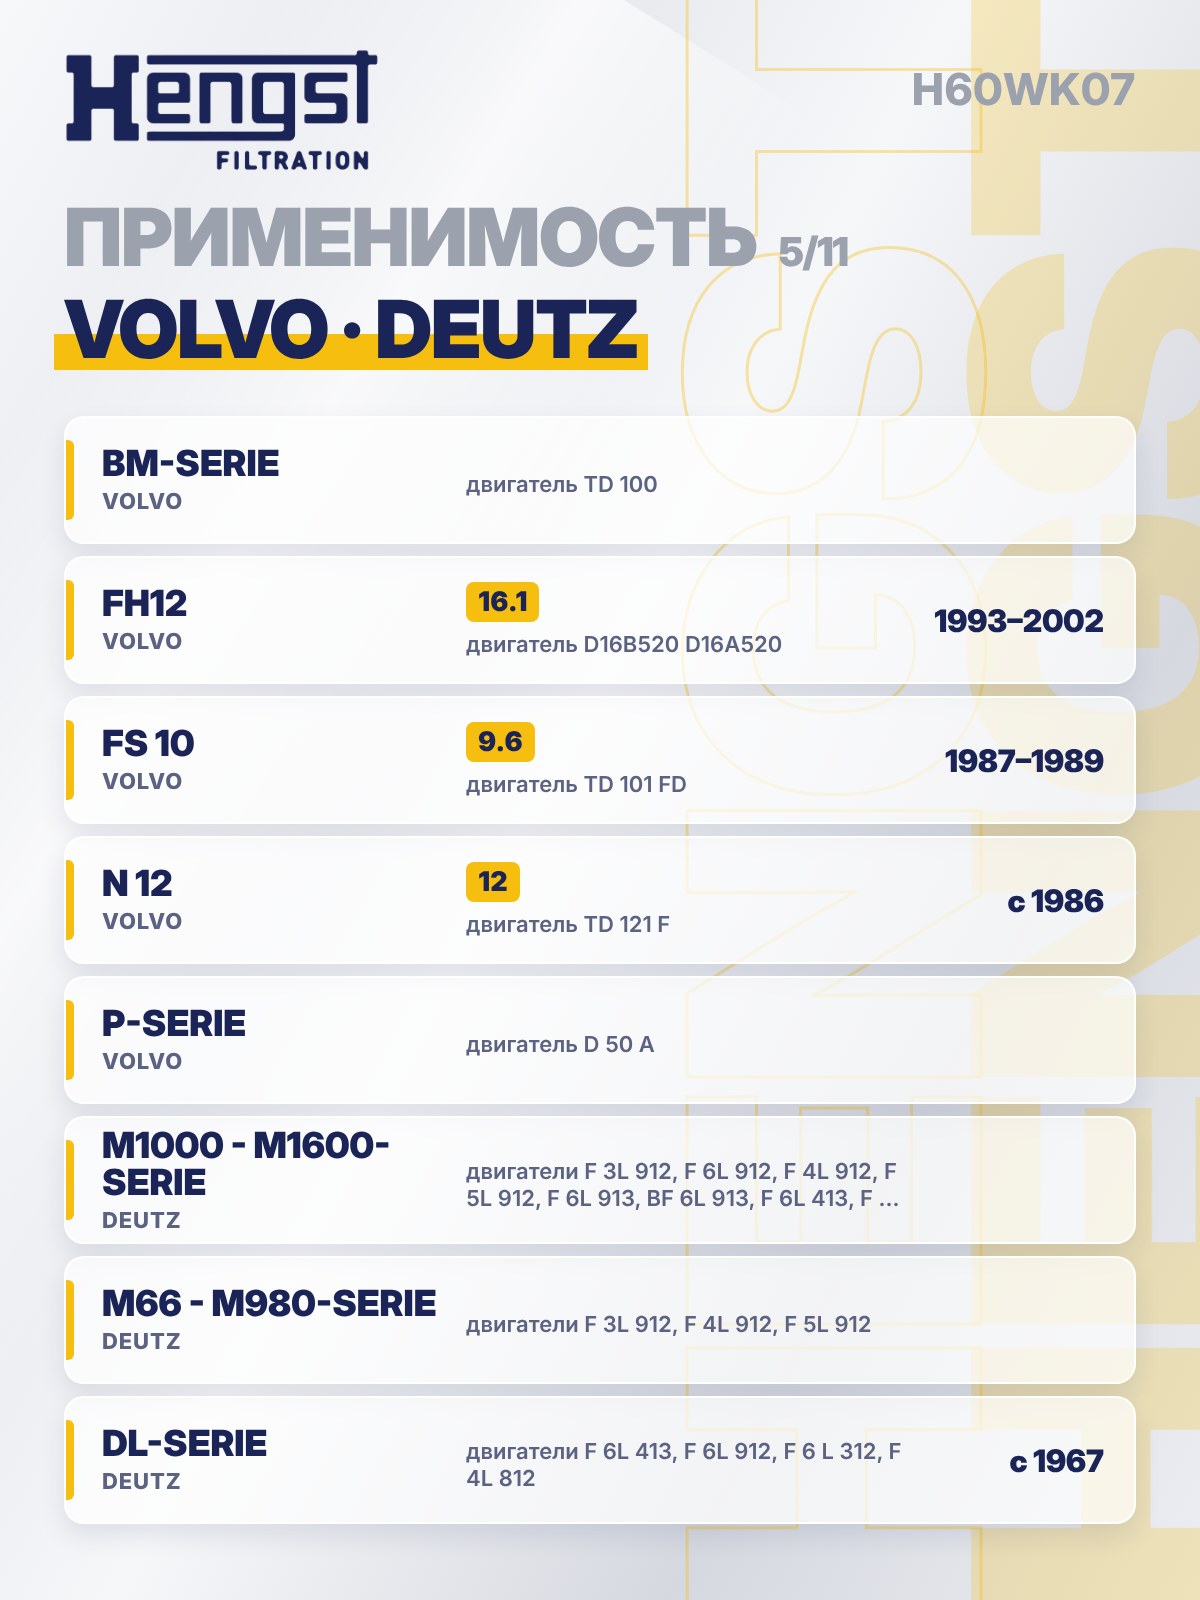 Hengst
FILTRATION
H60WK07
ПРИМЕНИМОСТЬ 5/11
VOLVO · DEUTZ
BM-SERIE
VOLVO
двигатель TD 100
FH12
VOLVO
16.1
двигатель D16B520 D16A520
1993–2002
FS 10
VOLVO
9.6
двигатель TD 101 FD
1987–1989
N 12
VOLVO
12
двигатель TD 121 F
с 1986
P-SERIE
VOLVO
двигатель D 50 A
M1000 - M1600-
SERIE
DEUTZ
двигатели F 3L 912, F 6L 912, F 4L 912, F
5L 912, F 6L 913, BF 6L 913, F 6L 413, F ...
M66 - M980-SERIE
DEUTZ
двигатели F 3L 912, F 4L 912, F 5L 912
DL-SERIE
DEUTZ
двигатели F 6L 413, F 6L 912, F 6 L 312, F
4L 812
с 1967
HENGST
HENGST